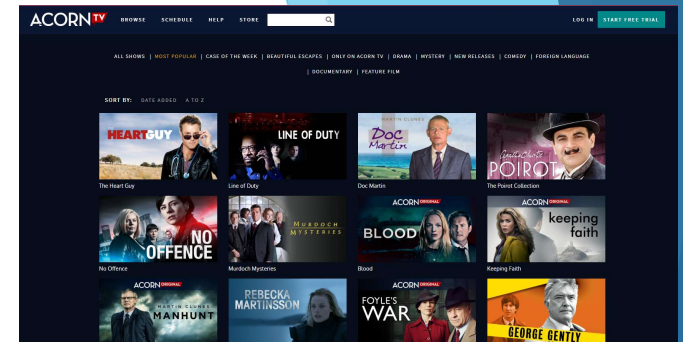 ACORN TV BROWSE SCHEDULE HELP STORE LOG IN START FREE TRIAL
ALL SHOWS | MOST POPULAR | CASE OF THE WEEK | BEAUTIFUL ESCAPES | ONLY ON ACORN TV | DRAMA | MYSTERY | NEW RELEASES | COMEDY | FOREIGN LANGUAGE
| DOCUMENTARY | FEATURE FILM
SORT BY: DATE ADDED A TO Z
HEARTGUY
LINE OF DUTY
MARTIN CLUNES
Doc
Martin
Agatha Christie
POIROT
The Heart Guy Line of Duty Doc Martin The Poirot Collection
NO
OFFENCE
MURDOCH
MYSTERIES
ACORN ORIGINAL
BLOOD
ACORN ORIGINAL
keeping
faith
No Offence Murdoch Mysteries Blood Keeping Faith
ACORN ORIGINAL
MARTIN CLUNES
MANHUNT
REBECKA
MARTINSSON
ACORN ORIGINAL
FOYLE'S
WAR
GEORGE GENTLY